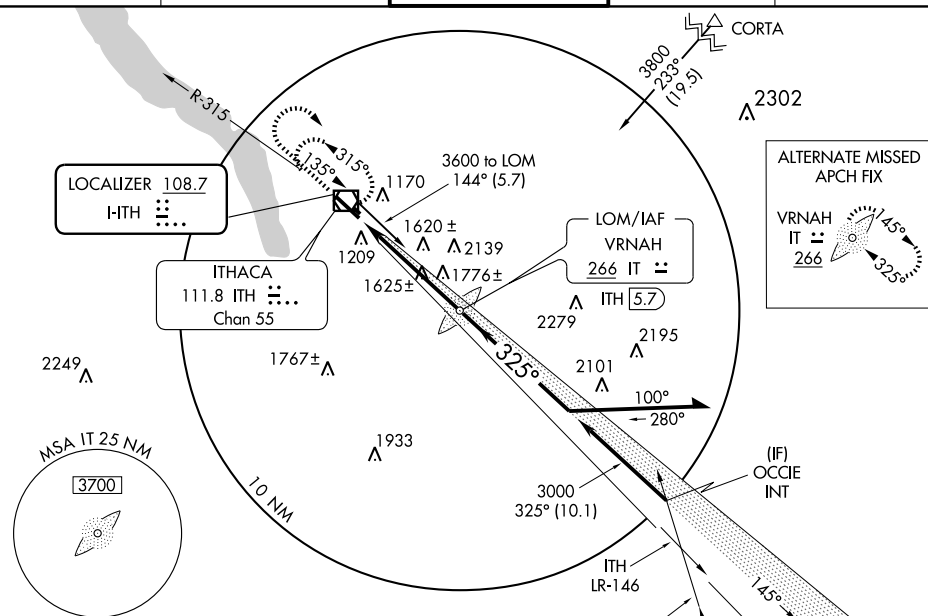 CORTA
3800
233°
(19.5)
2302
R-315
315°
135°
3600 to LOM
144° (5.7)
1170
LOCALIZER 108.7
I-ITH
ALTERNATE MISSED
APCH FIX
VRNAH
IT
266
145°
325°
LOM/IAF
VRNAH
266 IT
ITH 5.7
1620 ±
2139
1209
1625±
1776±
ITHACA
111.8 ITH
Chan 55
2279
2195
2101
2249
1767±
325°
100°
280°
1933
MSA IT 25 NM
3700
10 NM
3000
325° (10.1)
(IF)
OCCIE
INT
ITH
LR-146
145°